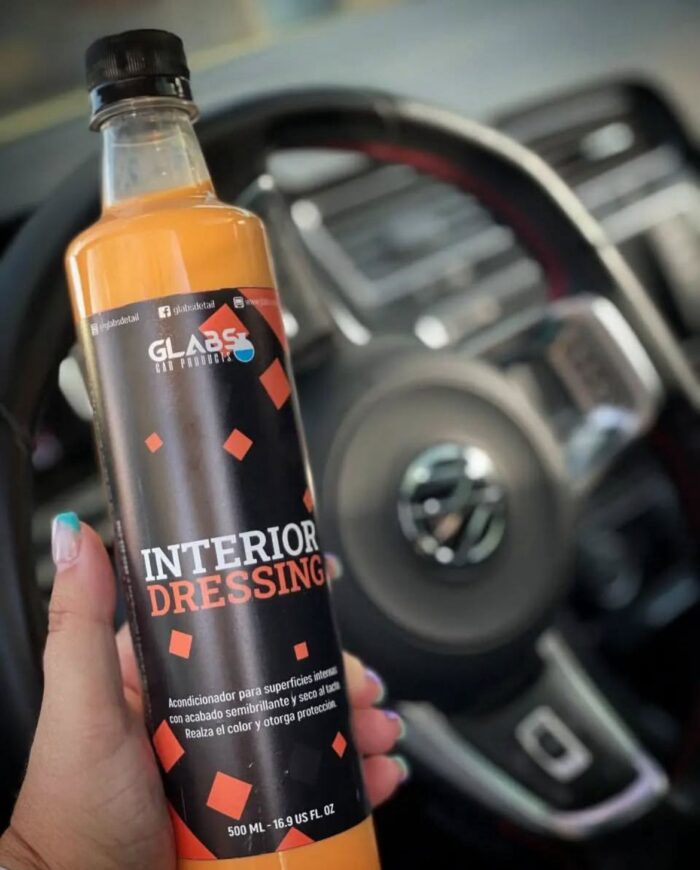 glabsdetail
glabsdetail
GLABS
CAR PRODUCTS
INTERIOR
DRESSING
Acondicionador para superficies internas
con acabado semibrillante y seco al tacto
Realza el color y otorga protección.
500 ML - 16.9 US FL. OZ